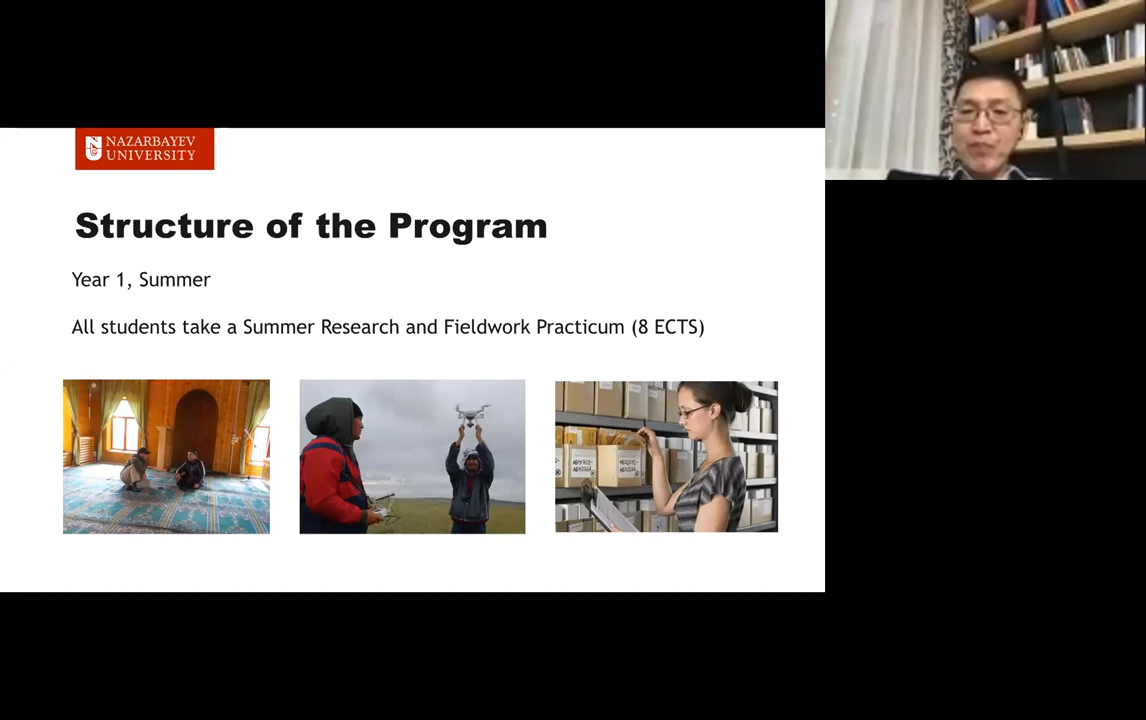 NAZARBAYEV
UNIVERSITY
Structure of the Program
Year 1, Summer
All students take a Summer Research and Fieldwork Practicum (8 ECTS)